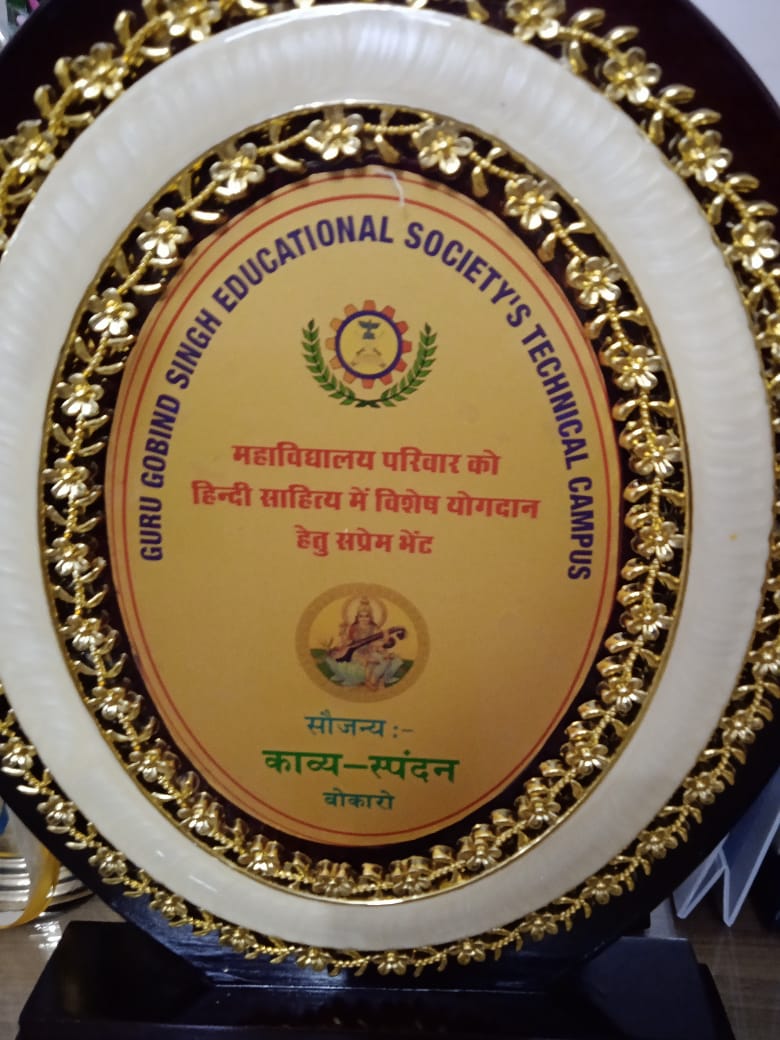 GURU GOBIND SINGH EDUCATIONAL SOCIETY'S TECHNICAL CAMPUS
महाविद्यालय परिवार को
हिन्दी साहित्य में विशेष योगदान
हेतु सप्रेम भेंट
सौजन्य :-
काव्य-स्पंदन
बोकारो